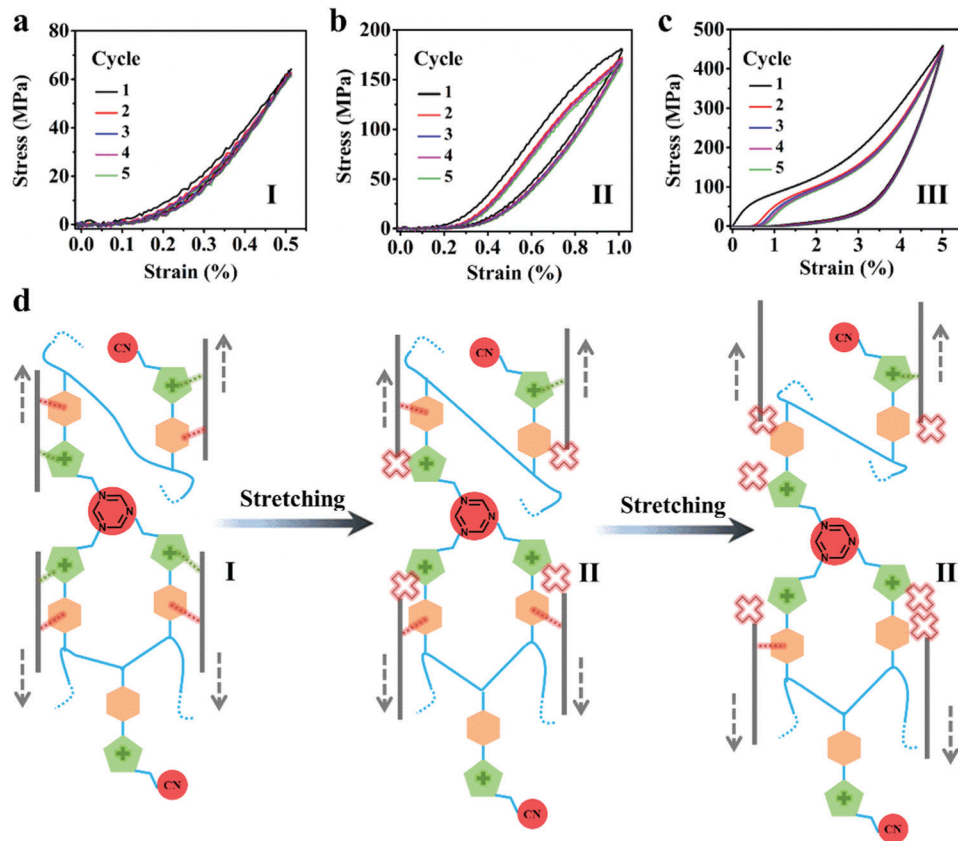 a
80
60
40
20
0
Stress (MPa)
Cycle
1
2
3
4
5
I
0.0 0.1 0.2 0.3 0.4 0.5
Strain (%)
b
200
150
100
50
0
Stress (MPa)
Cycle
1
2
3
4
5
II
0.0 0.2 0.4 0.6 0.8 1.0
Strain (%)
c
500
400
300
200
100
0
Stress (MPa)
Cycle
1
2
3
4
5
III
0 1 2 3 4 5
Strain (%)
d
CN
N
N
N
I
CN
Stretching
CN
N
N
N
II
CN
Stretching
CN
N
N
N
II
CN